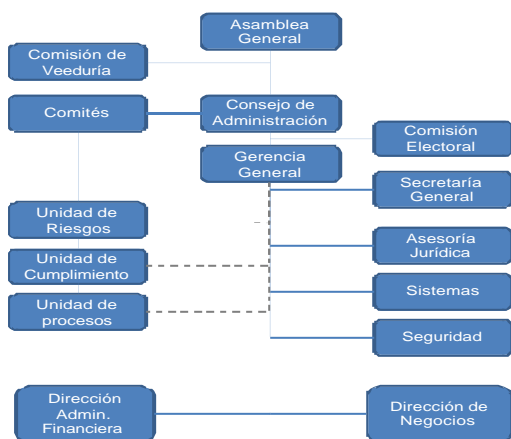 Asamblea
General
Comisión de
Veeduría
Comités
Consejo de
Administración
Comisión
Electoral
Gerencia
General
Secretaría
General
Unidad de
Riesgos
Asesoría
Jurídica
Unidad de
Cumplimiento
Sistemas
Unidad de
procesos
Seguridad
Dirección
Admin.
Financiera
Dirección de
Negocios